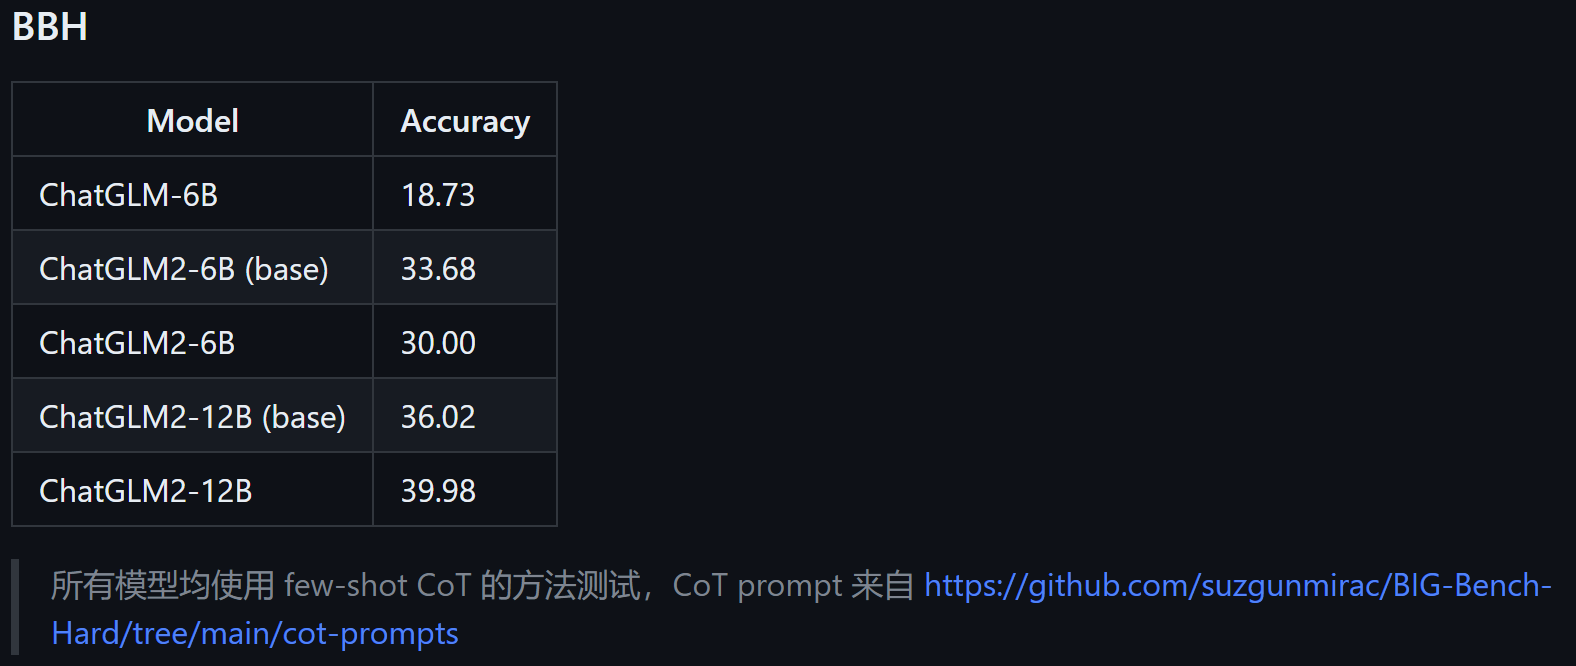 BBH
Model Accuracy
ChatGLM-6B 18.73
ChatGLM2-6B (base) 33.68
ChatGLM2-6B 30.00
ChatGLM2-12B (base) 36.02
ChatGLM2-12B 39.98
所有模型均使用 few-shot CoT 的方法测试，CoT prompt 来自 https://github.com/suzgunmirac/BIG-Bench-
Hard/tree/main/cot-prompts